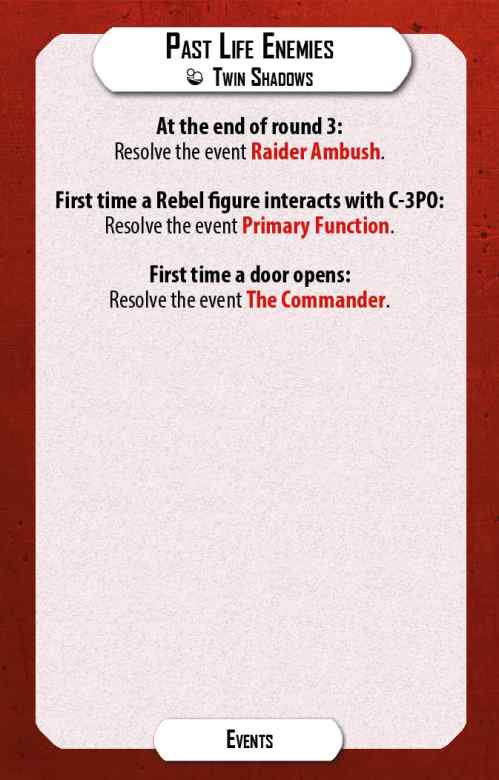 Past Life Enemies
Twin Shadows
At the end of round 3:
Resolve the event Raider Ambush.
First time a Rebel figure interacts with C-3PO:
Resolve the event Primary Function.
First time a door opens:
Resolve the event The Commander.
Events